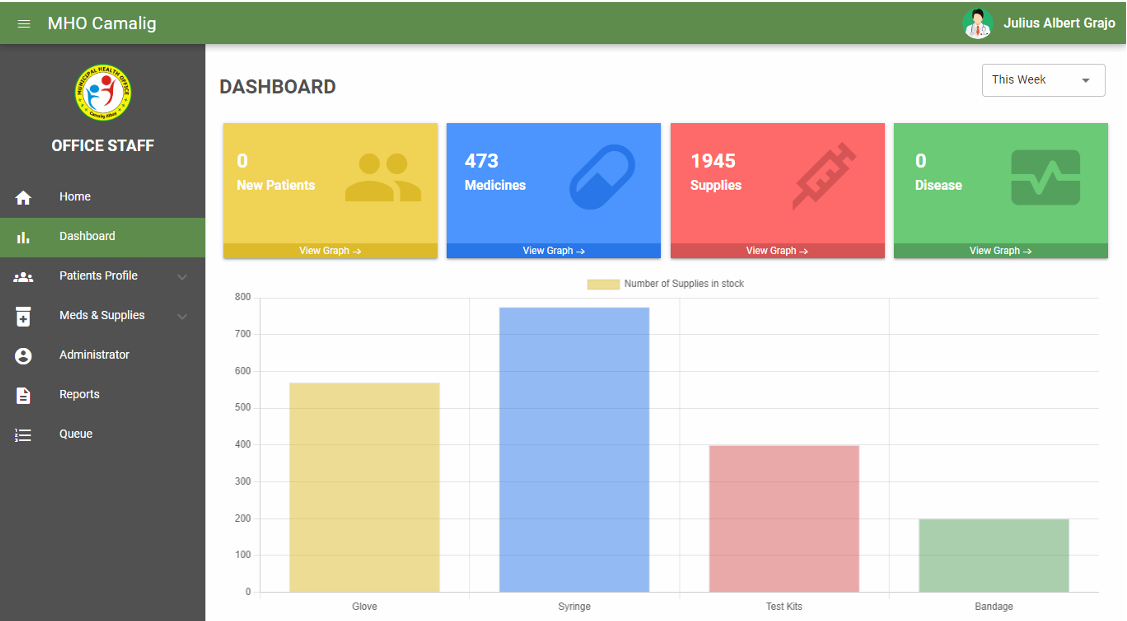 MHO Camalig
Julius Albert Grajo
MUNICIPAL HEALTH OFFICE
Camalig Albay
OFFICE STAFF
Home
Dashboard
Patients Profile
Meds & Supplies
Administrator
Reports
Queue
DASHBOARD
This Week
0
New Patients
View Graph →
473
Medicines
View Graph →
1945
Supplies
View Graph →
0
Disease
View Graph →
Number of Supplies in stock
800
700
600
500
400
300
200
100
0
Glove Syringe Test Kits Bandage